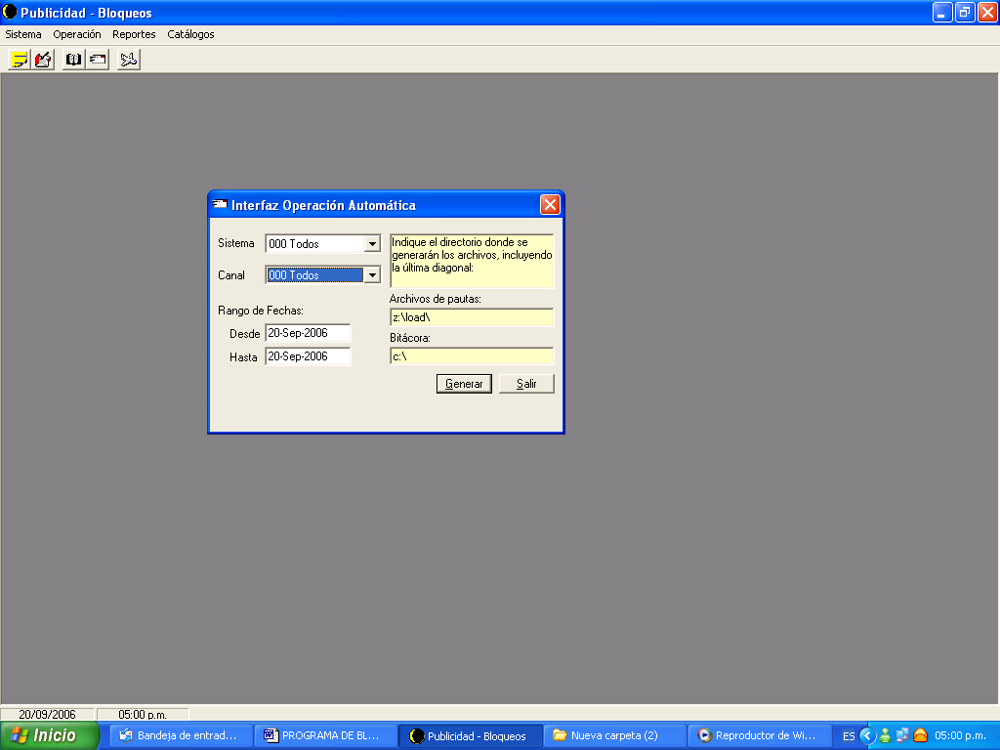 Publicidad - Bloqueos
Sistema Operación Reportes Catálogos
Interfaz Operación Automática
Sistema 000 Todos
Canal 000 Todos
Rango de Fechas:
Desde 20-Sep-2006
Hasta 20-Sep-2006
Indique el directorio donde se
generarán los archivos, incluyendo
la última diagonal:
Archivos de pautas:
z:\load\
Bitácora:
c:\
Generar Salir
20/09/2006 05:00 p.m.
Inicio Bandeja de entrad... PROGRAMA DE BL... Publicidad - Bloqueos Nueva carpeta (2) Reproductor de Wi... ES 05:00 p.m.